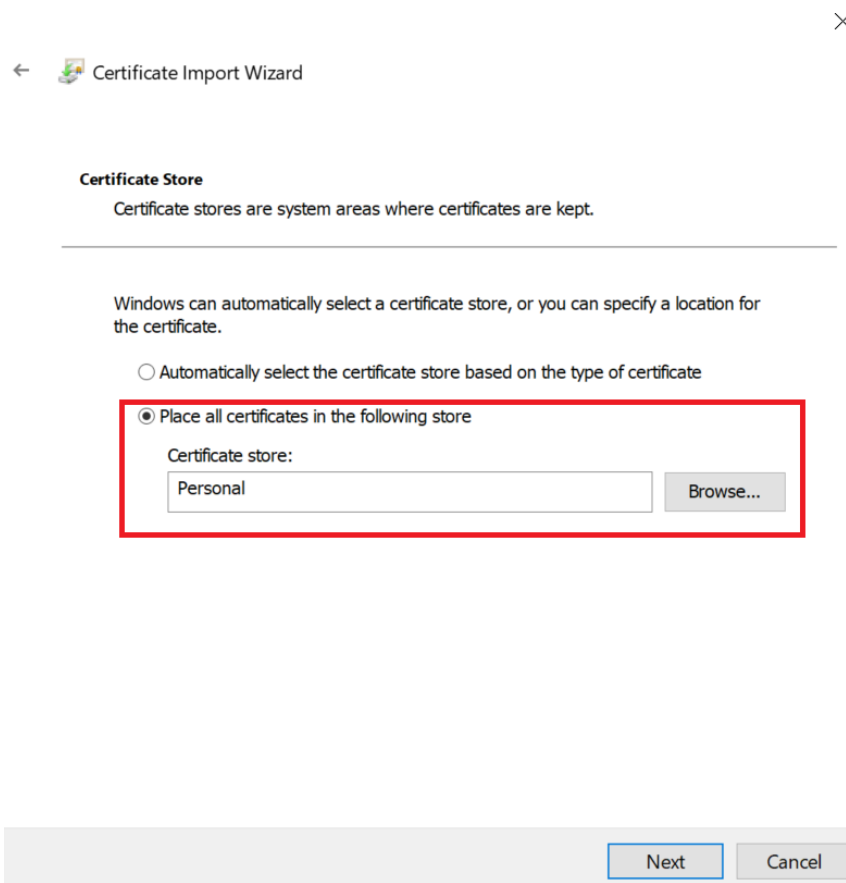 Certificate Import Wizard
Certificate Store
Certificate stores are system areas where certificates are kept.
Windows can automatically select a certificate store, or you can specify a location for
the certificate.
Automatically select the certificate store based on the type of certificate
Place all certificates in the following store
Certificate store:
Personal
Browse...
Next
Cancel